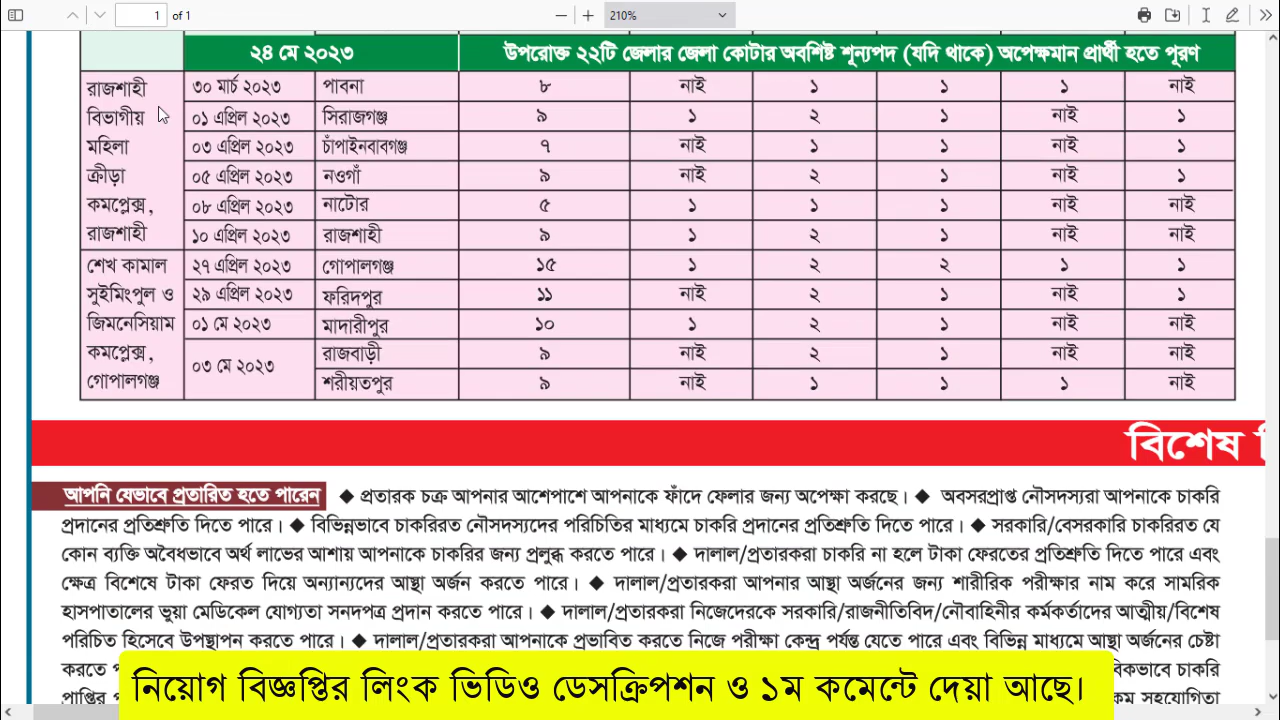 1 of 1 210%
২৪ মে ২০২৩ উপরোক্ত ২২টি জেলার জেলা কোটার অবশিষ্ট শূন্যপদ (যদি থাকে) অপেক্ষমান প্রার্থী হতে পূরণ
রাজশাহী ৩০ মার্চ ২০২৩ পাবনা ৮ নাই ১ ১ ১ নাই
বিভাগীয় ০১ এপ্রিল ২০২৩ সিরাজগঞ্জ ৯ ১ ২ ১ নাই ১
মহিলা ০৩ এপ্রিল ২০২৩ চাঁপাইনবাবগঞ্জ ৭ নাই ১ ১ নাই ১
ক্রীড়া ০৫ এপ্রিল ২০২৩ নওগাঁ ৯ নাই ২ ১ নাই ১
কমপ্লেক্স, ০৮ এপ্রিল ২০২৩ নাটোর ৫ ১ ১ ১ নাই নাই
রাজশাহী ১০ এপ্রিল ২০২৩ রাজশাহী ৯ ১ ২ ১ নাই নাই
শেখ কামাল ২৭ এপ্রিল ২০২৩ গোপালগঞ্জ ১৫ ১ ২ ২ ১ ১
সুইমিংপুল ও ২৯ এপ্রিল ২০২৩ ফরিদপুর ১১ নাই ২ ১ নাই ১
জিমনেসিয়াম ০১ মে ২০২৩ মাদারীপুর ১০ ১ ২ ১ নাই নাই
কমপ্লেক্স, ০৩ মে ২০২৩ রাজবাড়ী ৯ নাই ২ ১ নাই নাই
গোপালগঞ্জ শরীয়তপুর ৯ নাই ১ ১ ১ নাই
বিশেষ
আপনি যেভাবে প্রতারিত হতে পারেন ◆ প্রতারক চক্র আপনার আশেপাশে আপনাকে ফাঁদে ফেলার জন্য অপেক্ষা করছে। ◆ অবসরপ্রাপ্ত নৌসদস্যরা আপনাকে চাকরি
প্রদানের প্রতিশ্রুতি দিতে পারে। ◆ বিভিন্নভাবে চাকরিরত নৌসদস্যদের পরিচিতির মাধ্যমে চাকরি প্রদানের প্রতিশ্রুতি দিতে পারে। ◆ সরকারি/বেসরকারি চাকরিরত যে
কোন ব্যক্তি অবৈধভাবে অর্থ লাভের আশায় আপনাকে চাকরির জন্য প্রলুব্ধ করতে পারে। ◆ দালাল/প্রতারকরা চাকরি না হলে টাকা ফেরতের প্রতিশ্রুতি দিতে পারে এবং
ক্ষেত্র বিশেষে টাকা ফেরত দিয়ে অন্যান্যদের আস্থা অর্জন করতে পারে। ◆ দালাল/প্রতারকরা আপনার আস্থা অর্জনের জন্য শারীরিক পরীক্ষার নাম করে সামরিক
হাসপাতালের ভুয়া মেডিকেল যোগ্যতা সনদপত্র প্রদান করতে পারে। ◆ দালাল/প্রতারকরা নিজেদেরকে সরকারি/রাজনীতিবিদ/নৌবাহিনীর কর্মকর্তাদের আত্মীয়/বিশেষ
পরিচিত হিসেবে উপস্থাপন করতে পারে। ◆ দালাল/প্রতারকরা আপনাকে প্রভাবিত করতে নিজে পরীক্ষা কেন্দ্র পর্যন্ত যেতে পারে এবং বিভিন্ন মাধ্যমে আস্থা অর্জনের চেষ্টা
করতে চাকরি
প্রাপ্তির সহযোগিতা
নিয়োগ বিজ্ঞপ্তির লিংক ভিডিও ডেসক্রিপশন ও ১ম কমেন্টে দেয়া আছে।